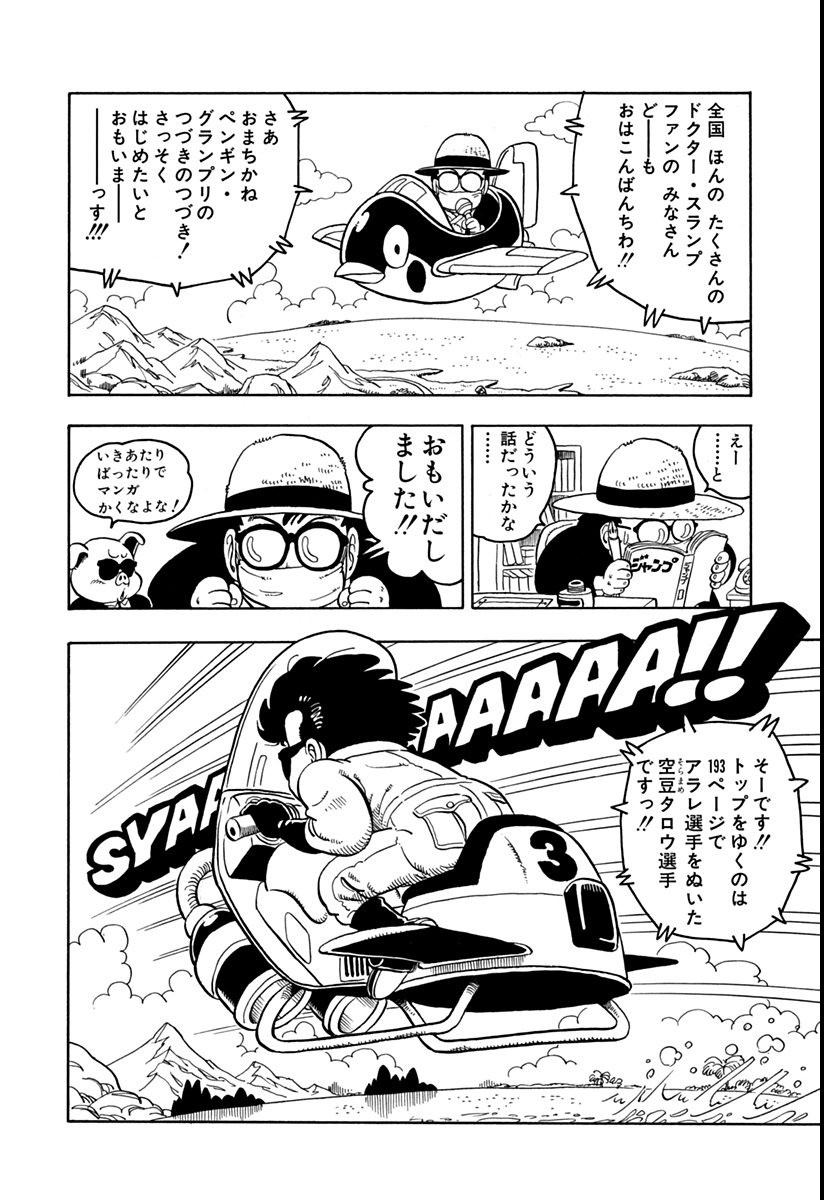 全国 ほんの たくさんの
ドクター・スランプ
ファンの みなさん
ど――も
おはこんばんちわ!!
さあ
おまちかね
ペンギン・
グランプリの
つづきのつづき!
さっそく
はじめたいと
おもいま――
――っす!!!
えー
……と
どういう
話だったかな
……
ジャンプ
おもいだし
ました!!
いきあたり
ばったりで
マンガ
かくなよな!
SYAAAAAAAA!!
そーです!!
トップをゆくのは
193ページで
アラレ選手をぬいた
空豆タロウ選手
そらまめ
ですっ!!
3